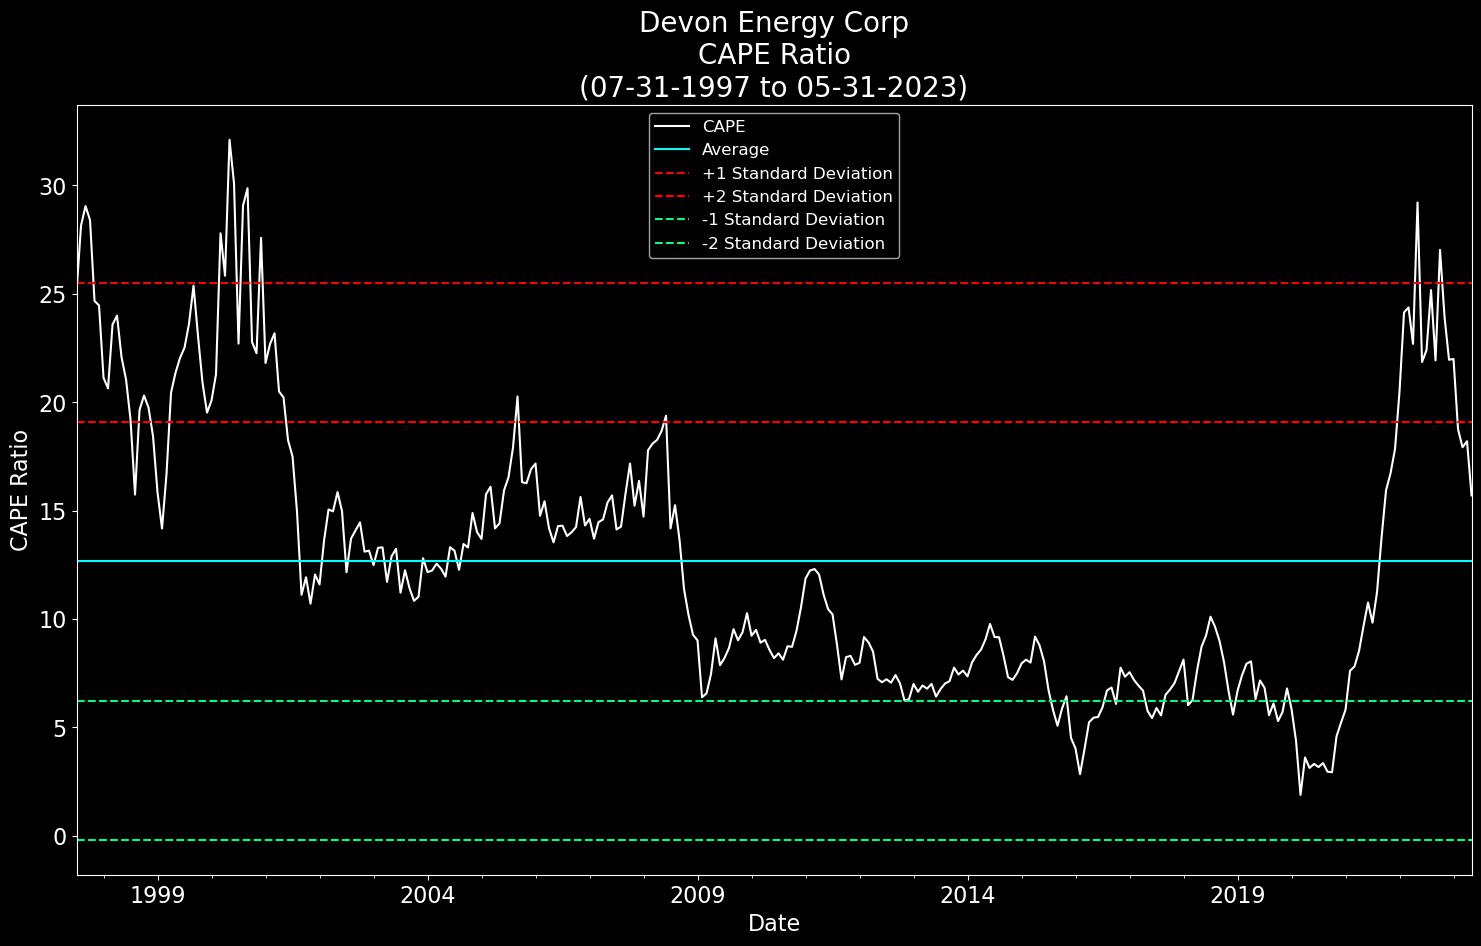 Devon Energy Corp
CAPE Ratio
(07-31-1997 to 05-31-2023)
CAPE
Average
+1 Standard Deviation
+2 Standard Deviation
-1 Standard Deviation
-2 Standard Deviation
30
25
20
15
10
5
0
CAPE Ratio
1999 2004 2009 2014 2019
Date